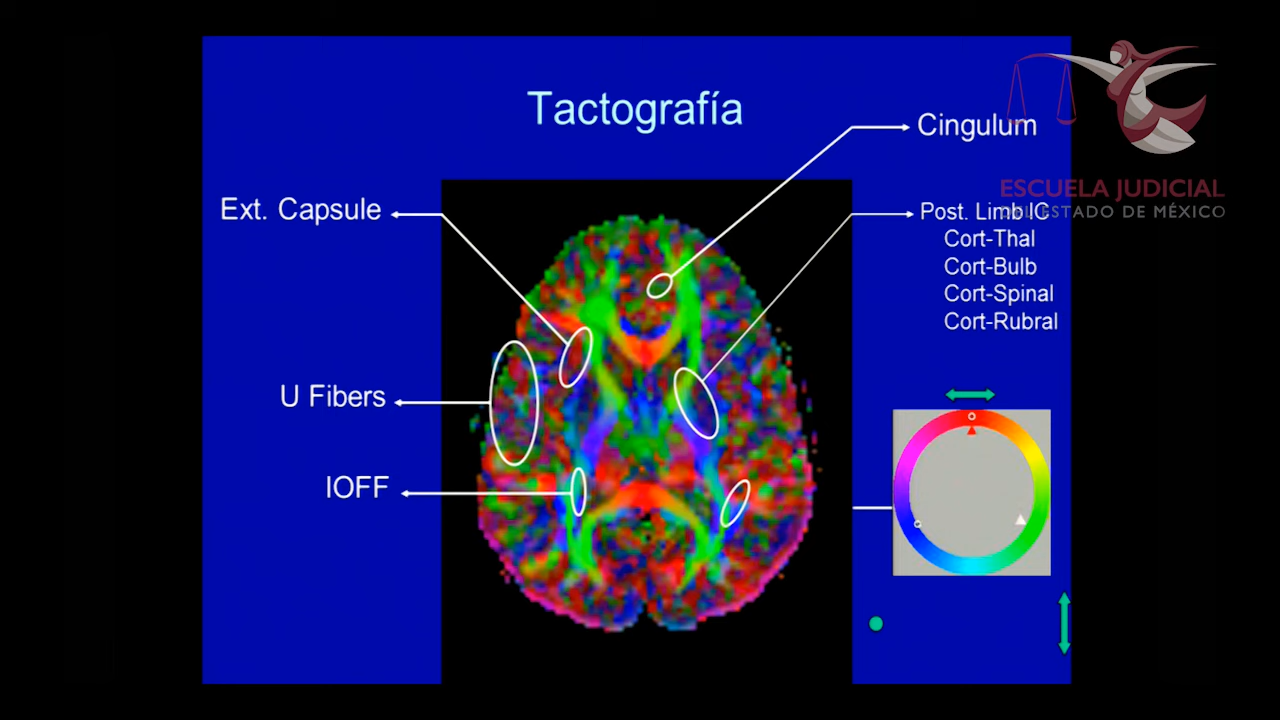 Tactografía
Cingulum
Ext. Capsule
ESCUELA JUDICIAL
DEL ESTADO DE MÉXICO
Post. Limb IC
Cort-Thal
Cort-Bulb
Cort-Spinal
Cort-Rubral
U Fibers
IOFF